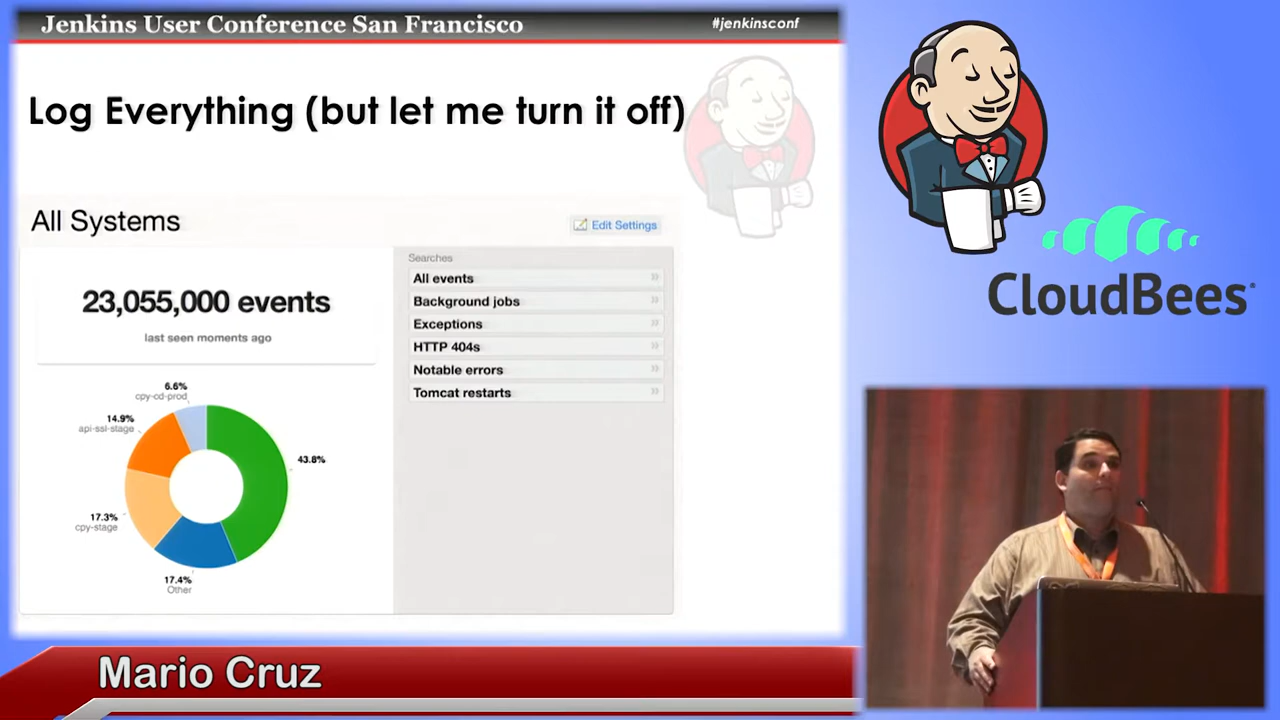 Jenkins User Conference San Francisco
#jenkinsconf
Log Everything (but let me turn it off)
All Systems
Edit Settings
23,055,000 events
last seen moments ago
Searches
All events
Background jobs
Exceptions
HTTP 404s
Notable errors
Tomcat restarts
6.6%
cpy-cd-prod
14.9%
api-ssl-stage
43.8%
17.3%
cpy-stage
17.4%
Other
CloudBees
Mario Cruz